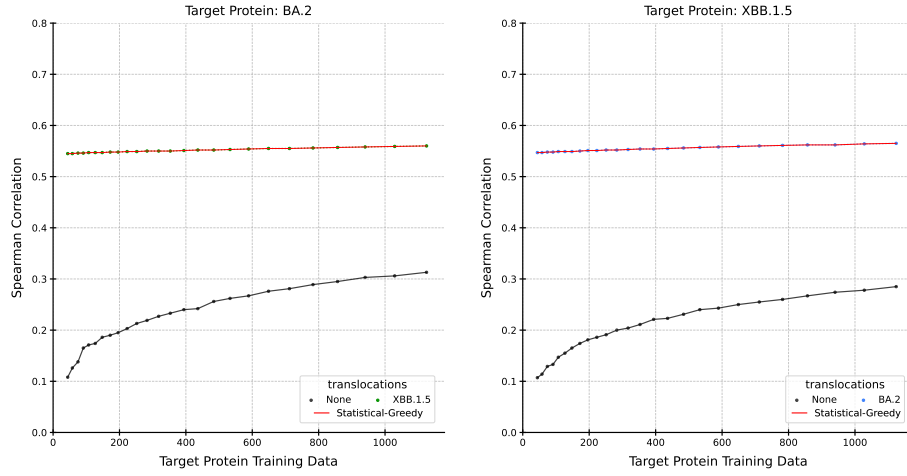 Target Protein: BA.2
Spearman Correlation
0.8
0.7
0.6
0.5
0.4
0.3
0.2
0.1
0.0
0 200 400 600 800 1000
Target Protein Training Data
translocations
None XBB.1.5
Statistical-Greedy
Target Protein: XBB.1.5
Spearman Correlation
0.8
0.7
0.6
0.5
0.4
0.3
0.2
0.1
0.0
0 200 400 600 800 1000
Target Protein Training Data
translocations
None BA.2
Statistical-Greedy